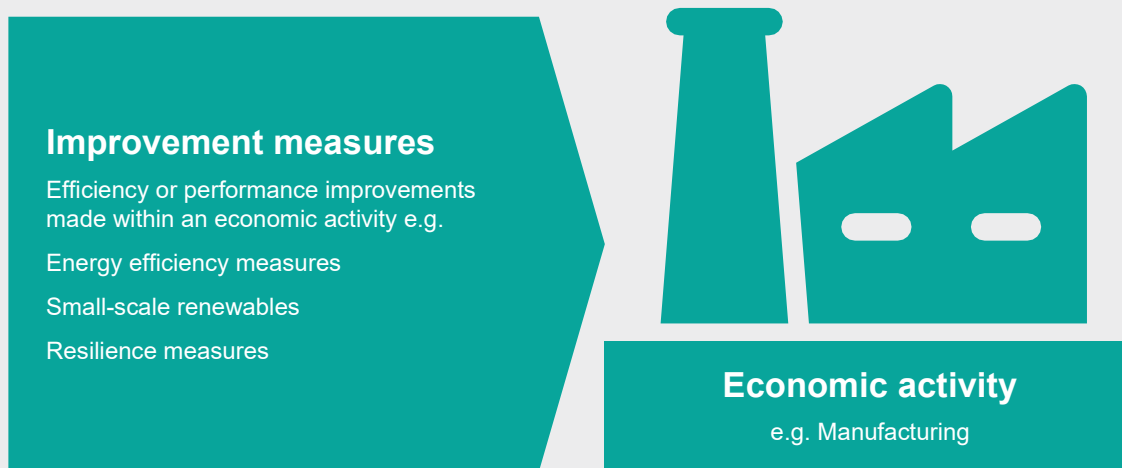 Improvement measures
Efficiency or performance improvements
made within an economic activity e.g.
Energy efficiency measures
Small-scale renewables
Resilience measures
Economic activity
e.g. Manufacturing